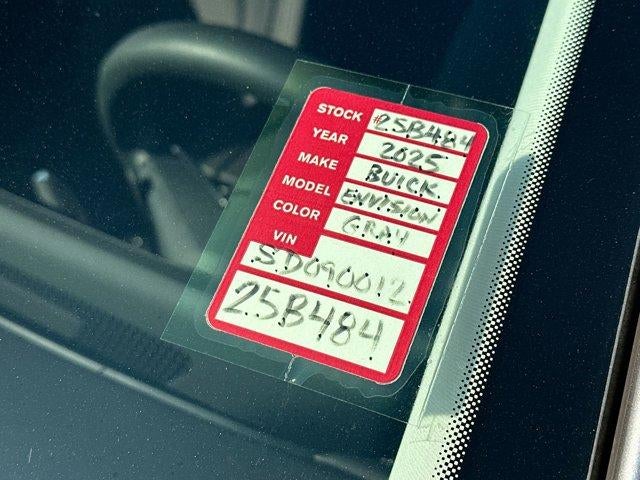 STOCK #25B484
YEAR 2025
MAKE BUICK
MODEL ENVISION
COLOR GRAY
VIN
SD090012
25B484